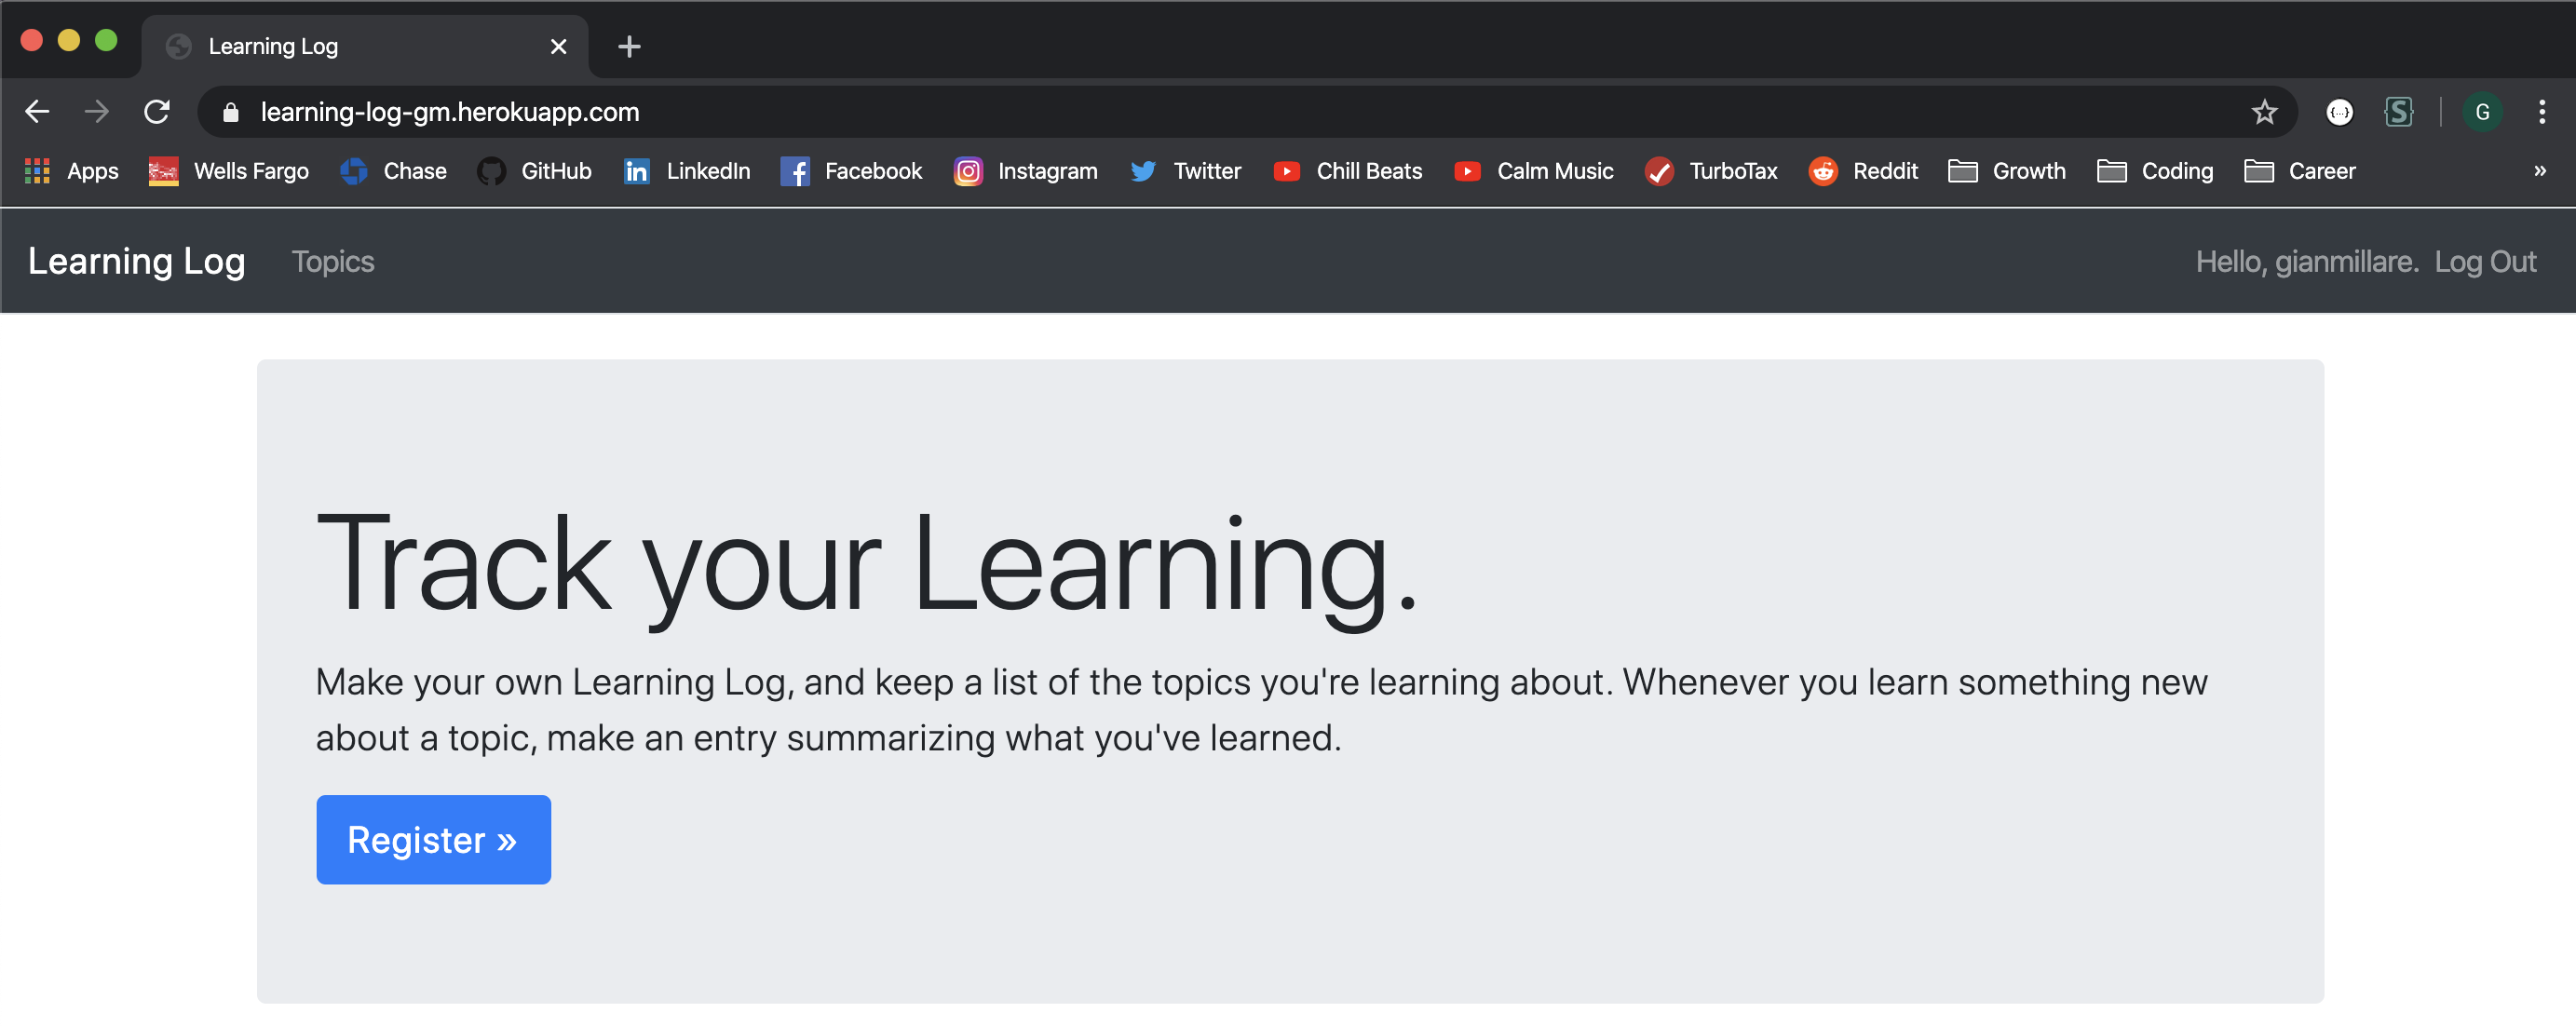 Learning Log
learning-log-gm.herokuapp.com
G
Apps Wells Fargo Chase GitHub LinkedIn Facebook Instagram Twitter Chill Beats Calm Music TurboTax Reddit Growth Coding Career »
Learning Log Topics Hello, gianmillare. Log Out
Track your Learning.
Make your own Learning Log, and keep a list of the topics you're learning about. Whenever you learn something new
about a topic, make an entry summarizing what you've learned.
Register »